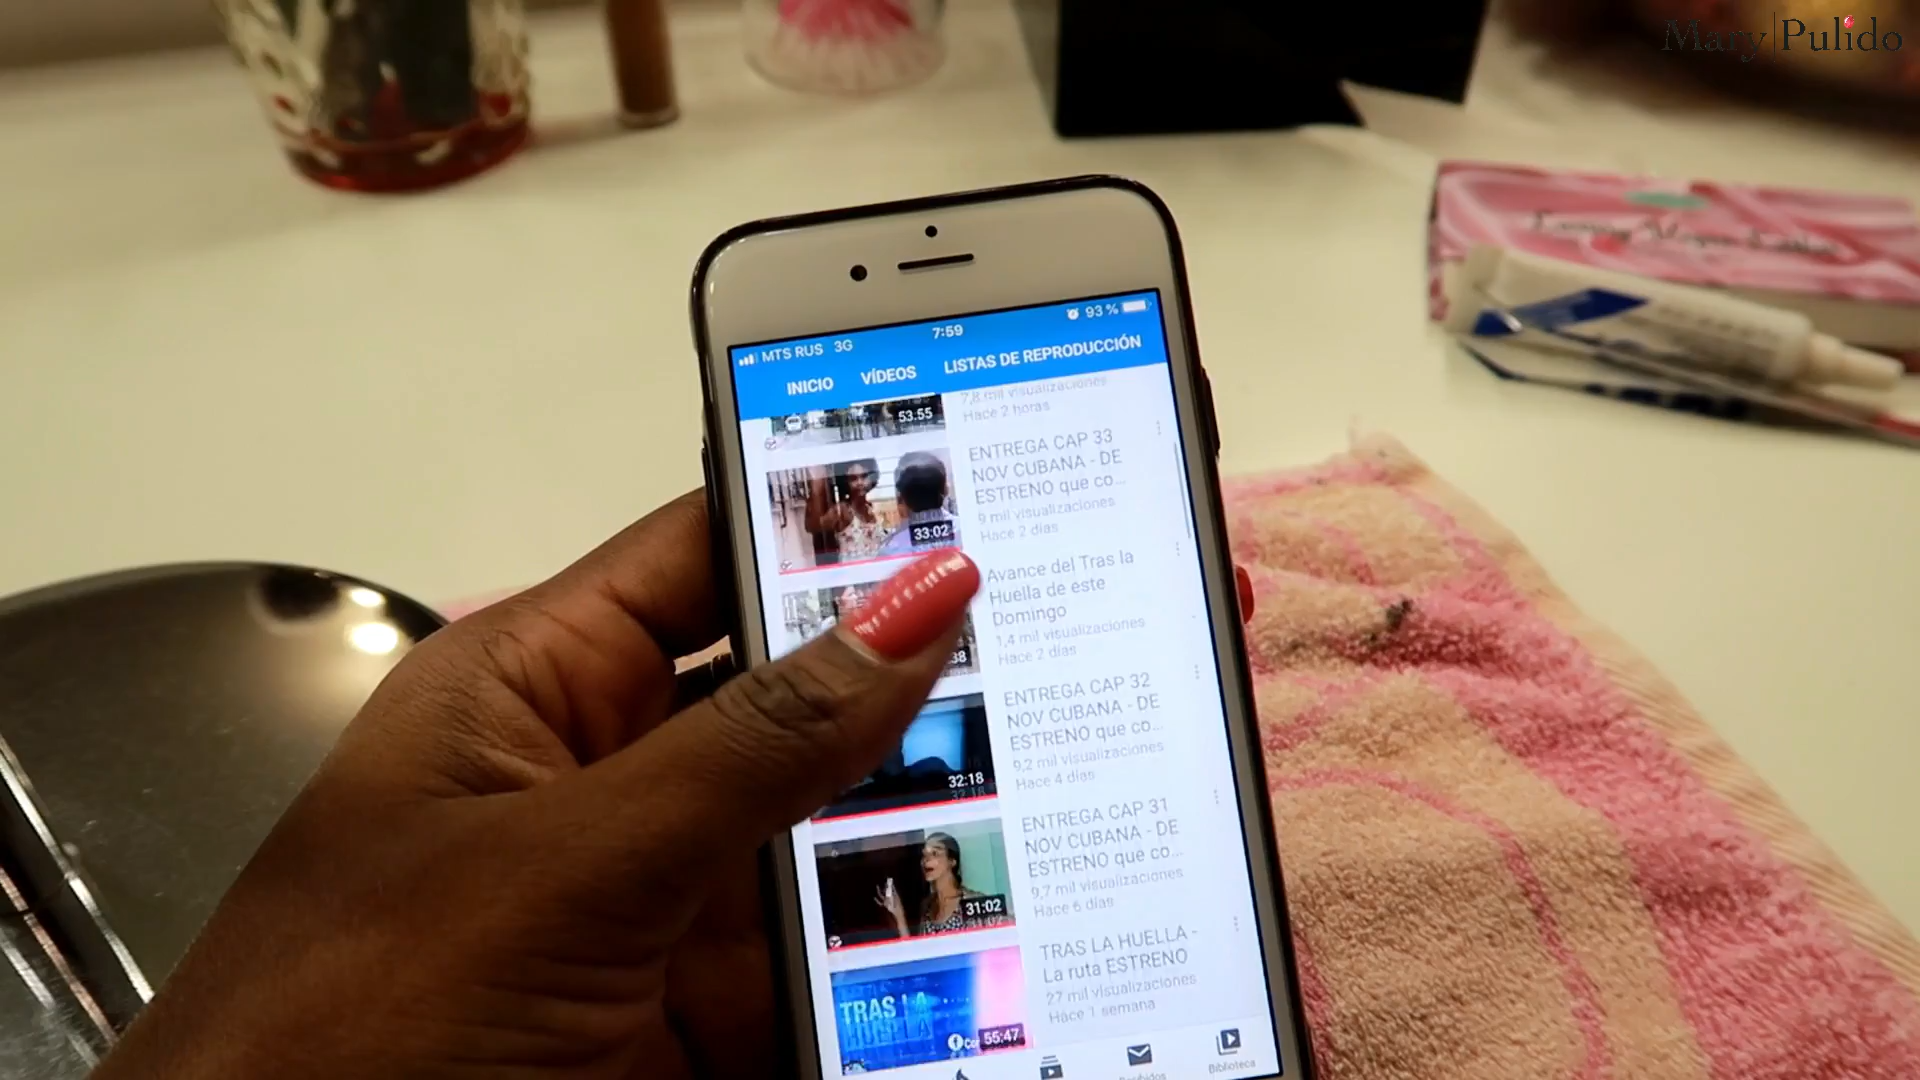 Mary|Pulido
MTS RUS 3G
7:59
93 %
INICIO
VÍDEOS
LISTAS DE REPRODUCCIÓN
53:55
7,8 mil visualizaciones
Hace 2 horas
33:02
ENTREGA CAP 33
NOV CUBANA - DE
ESTRENO que co...
9 mil visualizaciones
Hace 2 días
38
Avance del Tras la
Huella de este
Domingo
1,4 mil visualizaciones
Hace 2 días
32:18
ENTREGA CAP 32
NOV CUBANA - DE
ESTRENO que co...
9,2 mil visualizaciones
Hace 4 días
31:02
ENTREGA CAP 31
NOV CUBANA - DE
ESTRENO que co...
9,7 mil visualizaciones
Hace 6 días
TRAS LA
HUELLA
55:47
TRAS LA HUELLA -
La ruta ESTRENO
27 mil visualizaciones
Hace 1 semana
Biblioteca